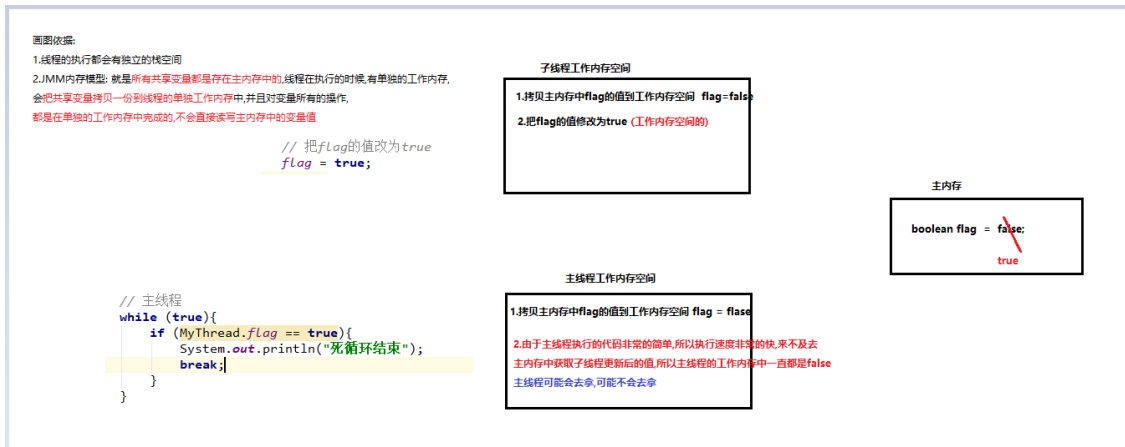 画图依据:
1.线程的执行都会有独立的栈空间
2.JMM内存模型: 就是所有共享变量都是存在主内存中的,线程在执行的时候,有单独的工作内存,
会把共享变量拷贝一份到线程的单独工作内存中,并且对变量所有的操作,
都是在单独的工作内存中完成的,不会直接读写主内存中的变量值
// 把flag的值改为true
flag = true;
子线程工作内存空间
1.拷贝主内存中flag的值到工作内存空间 flag=false
2.把flag的值修改为true (工作内存空间的)
主内存
boolean flag = false;
true
// 主线程
while (true){
if (MyThread.flag == true){
System.out.println("死循环结束");
break;
}
}
主线程工作内存空间
1.拷贝主内存中flag的值到工作内存空间 flag = flase
2.由于主线程执行的代码非常的简单,所以执行速度非常的快,来不及去
主内存中获取子线程更新后的值,所以主线程的工作内存中一直都是false
主线程可能会去拿,可能不会去拿